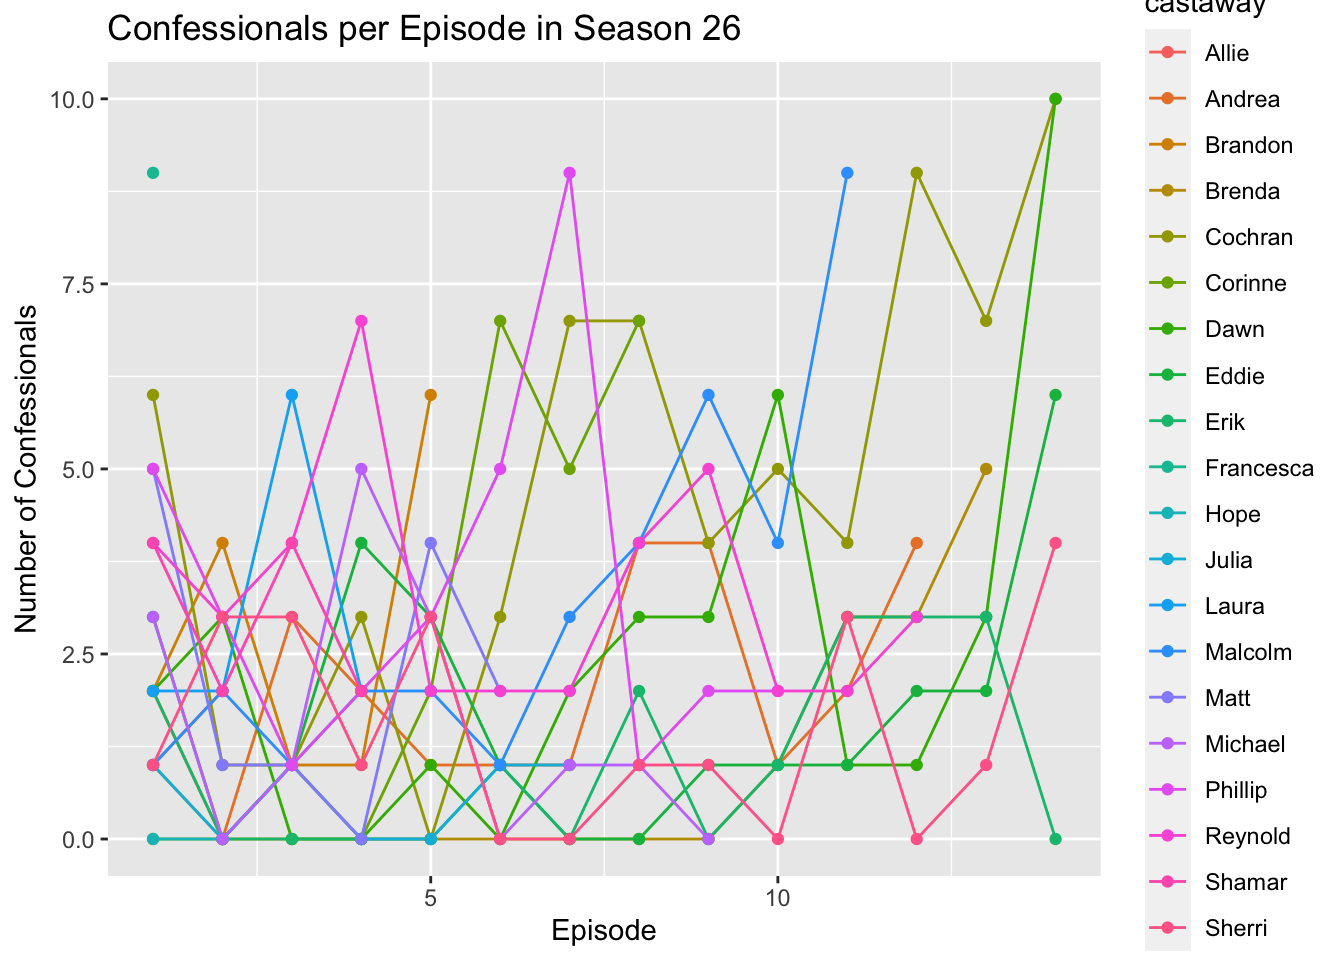 Confessionals per Episode in Season 26
castaway
Allie
Andrea
Brandon
Brenda
Cochran
Corinne
Dawn
Eddie
Erik
Francesca
Hope
Julia
Laura
Malcolm
Matt
Michael
Phillip
Reynold
Shamar
Sherri
Number of Confessionals
10.0
7.5
5.0
2.5
0.0
5
10
Episode